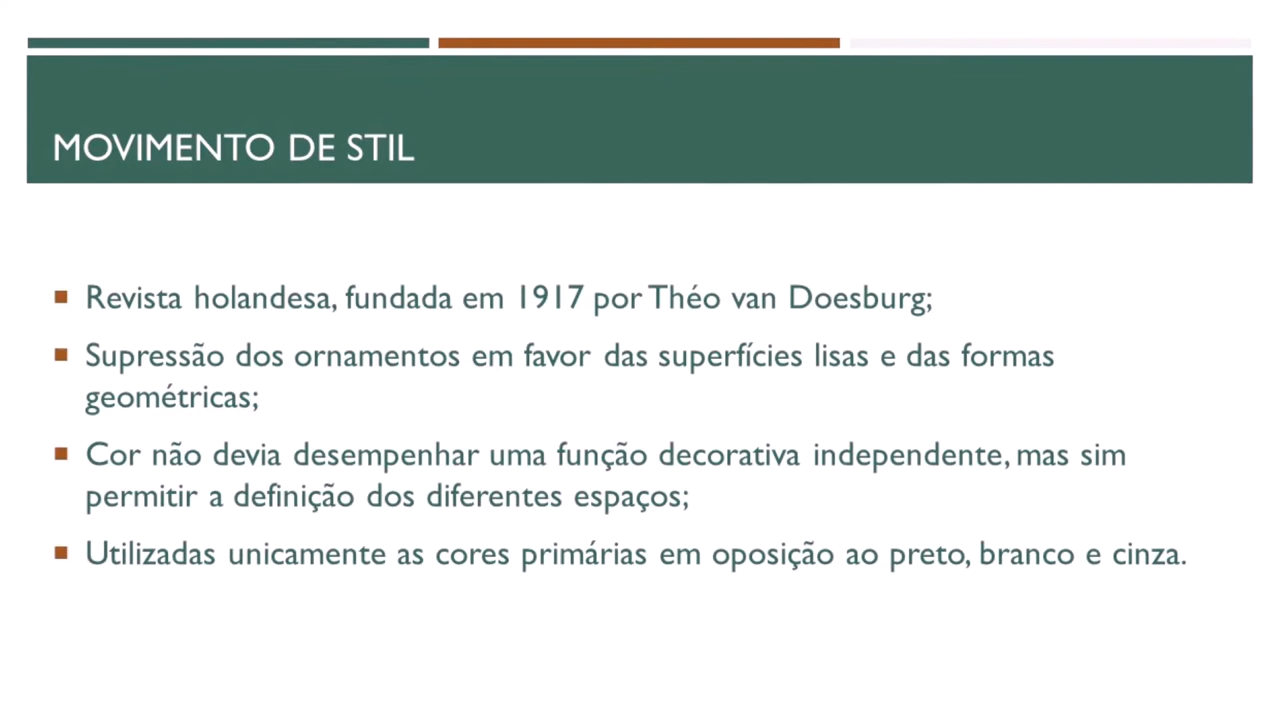 MOVIMENTO DE STIL
Revista holandesa, fundada em 1917 por Théo van Doesburg;
Supressão dos ornamentos em favor das superfícies lisas e das formas
geométricas;
Cor não devia desempenhar uma função decorativa independente, mas sim
permitir a definição dos diferentes espaços;
Utilizadas unicamente as cores primárias em oposição ao preto, branco e cinza.